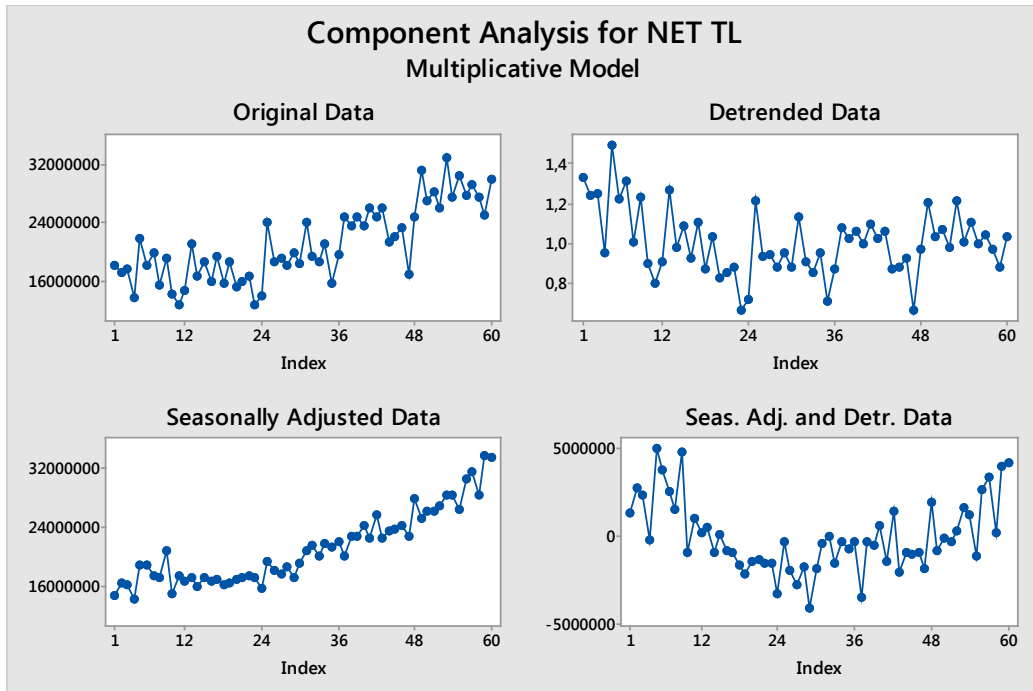 Component Analysis for NET TL
Multiplicative Model
Original Data
32000000
24000000
16000000
1 12 24 36 48 60
Index
Detrended Data
1,4
1,2
1,0
0,8
1 12 24 36 48 60
Index
Seasonally Adjusted Data
32000000
24000000
16000000
1 12 24 36 48 60
Index
Seas. Adj. and Detr. Data
5000000
0
-5000000
1 12 24 36 48 60
Index